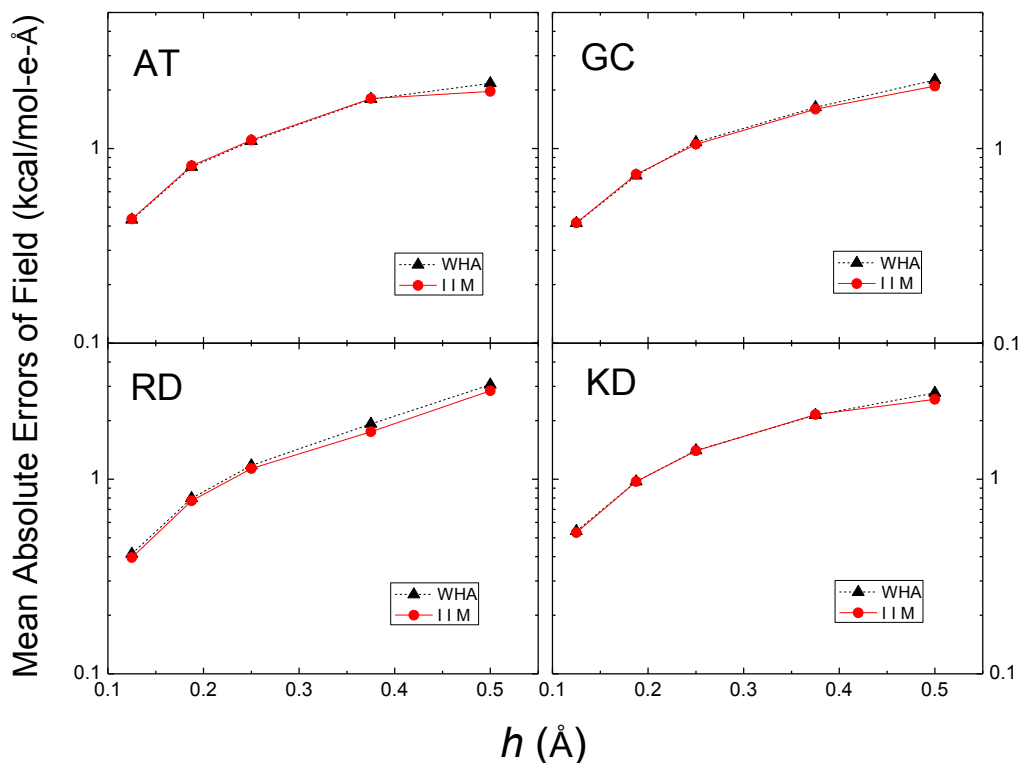 Mean Absolute Errors of Field (kcal/mol-e-Å)
AT
GC
1
1
WHA
I I M
WHA
I I M
0.1
0.1
RD
KD
1
1
WHA
I I M
WHA
I I M
0.1
0.1
0.1 0.2 0.3 0.4 0.5
0.1 0.2 0.3 0.4 0.5
h (Å)